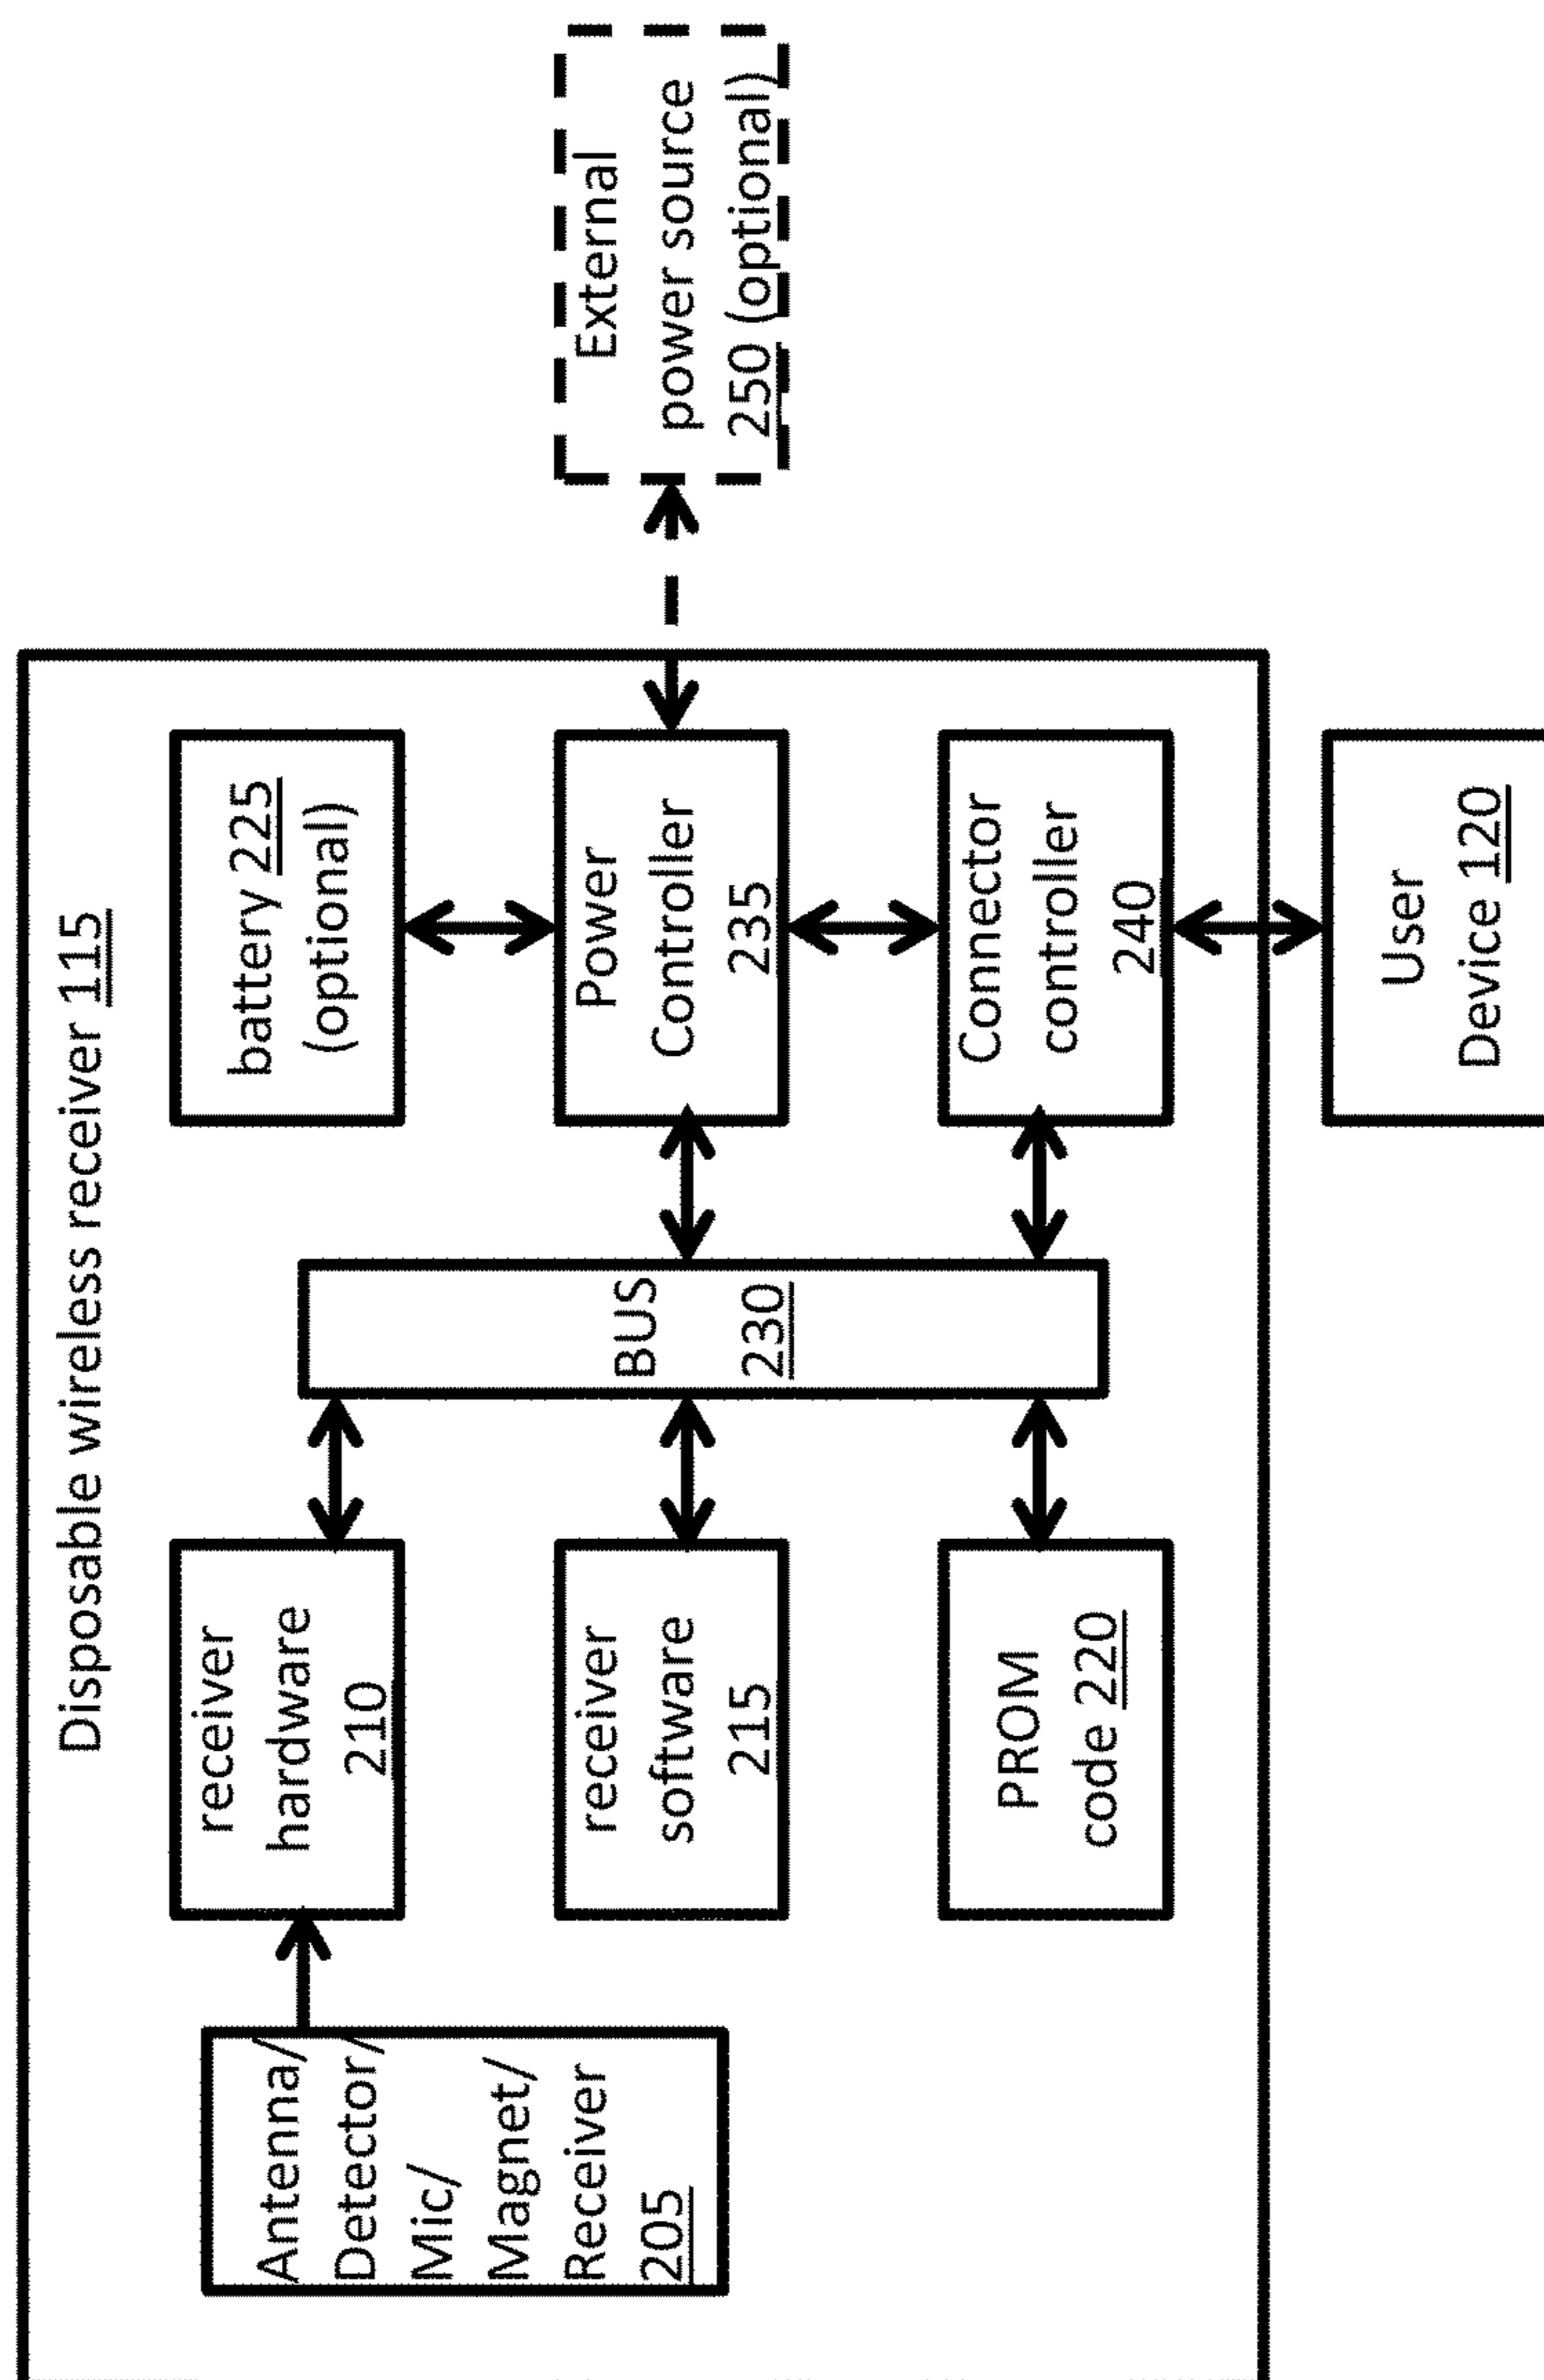 Disposable wireless receiver 115
Antenna/
Detector/
Mic/
Magnet/
Receiver
205
receiver
hardware
210
receiver
software
215
PROM
code 220
BUS
230
battery 225
(optional)
Power
Controller
235
Connector
controller
240
User
Device 120
External
power source
250 (optional)